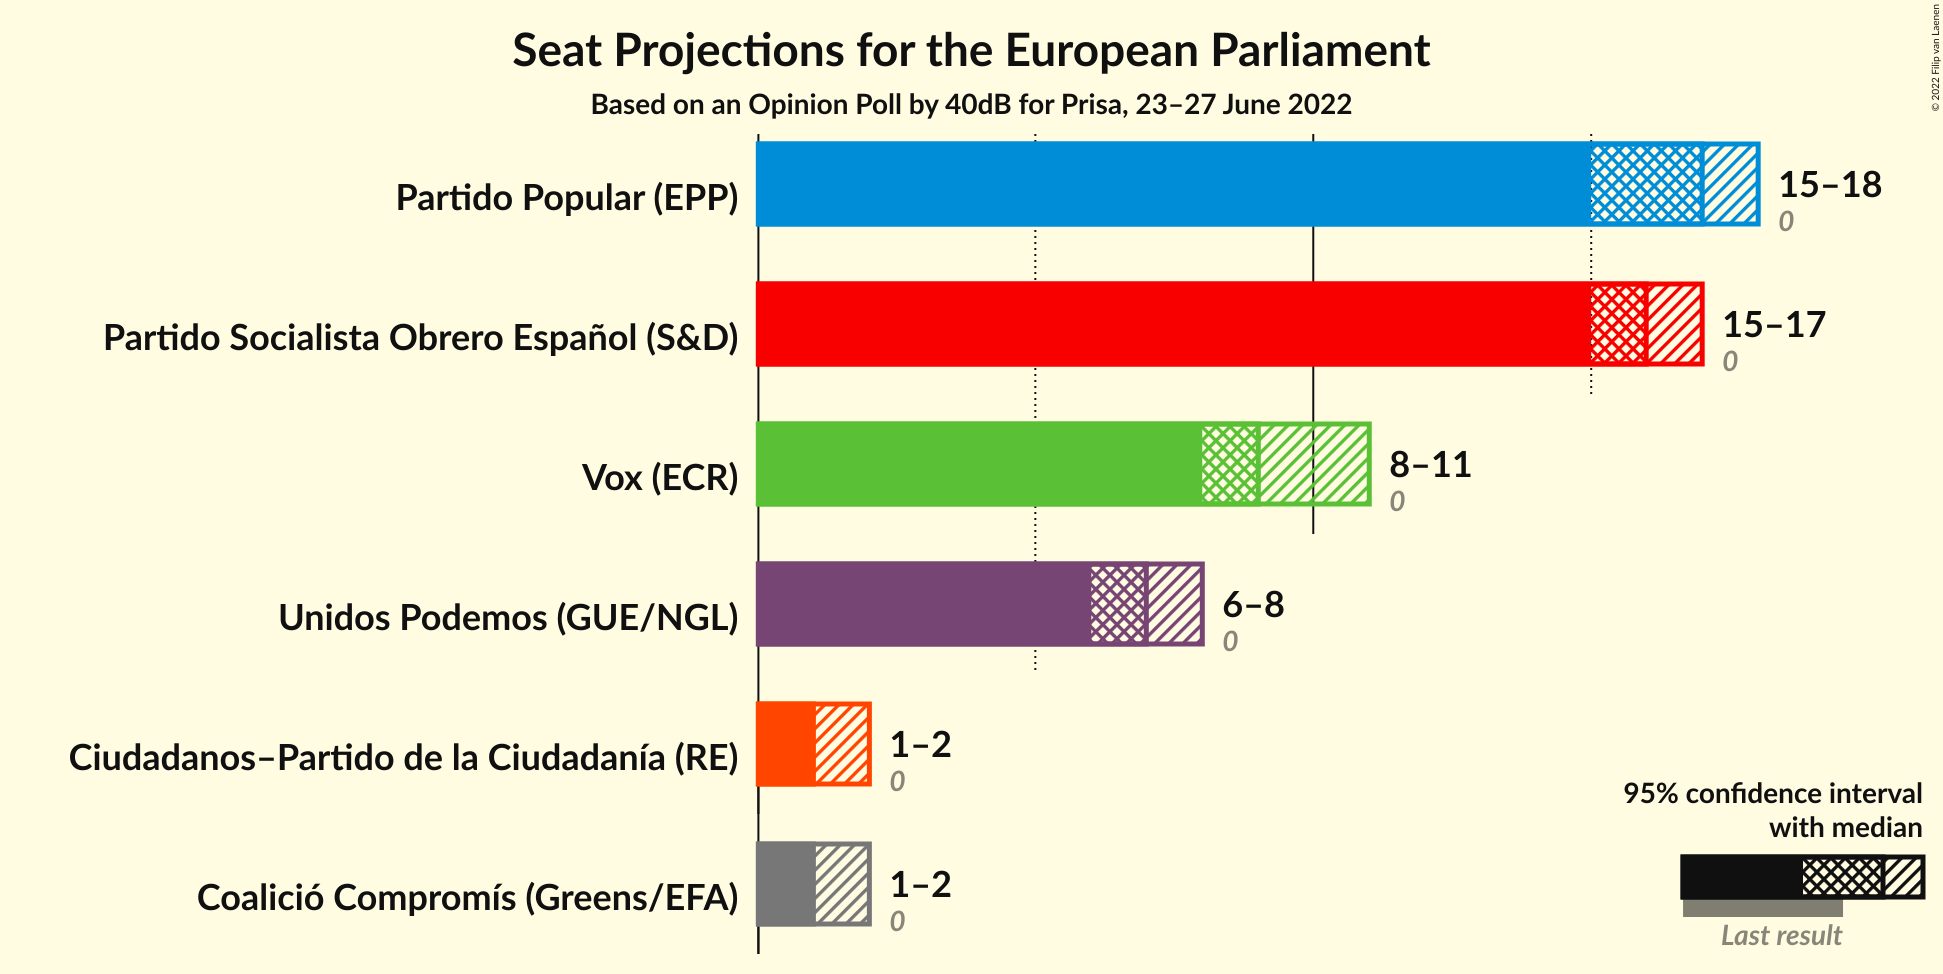 Seat Projections for the European Parliament
Based on an Opinion Poll by 40dB for Prisa, 23–27 June 2022
© 2022 Filip van Laenen
Partido Popular (EPP)
15–18
0
Partido Socialista Obrero Español (S&D)
15–17
0
Vox (ECR)
8–11
0
Unidos Podemos (GUE/NGL)
6–8
0
Ciudadanos–Partido de la Ciudadanía (RE)
1–2
0
Coalició Compromís (Greens/EFA)
1–2
0
95% confidence interval
with median
Last result